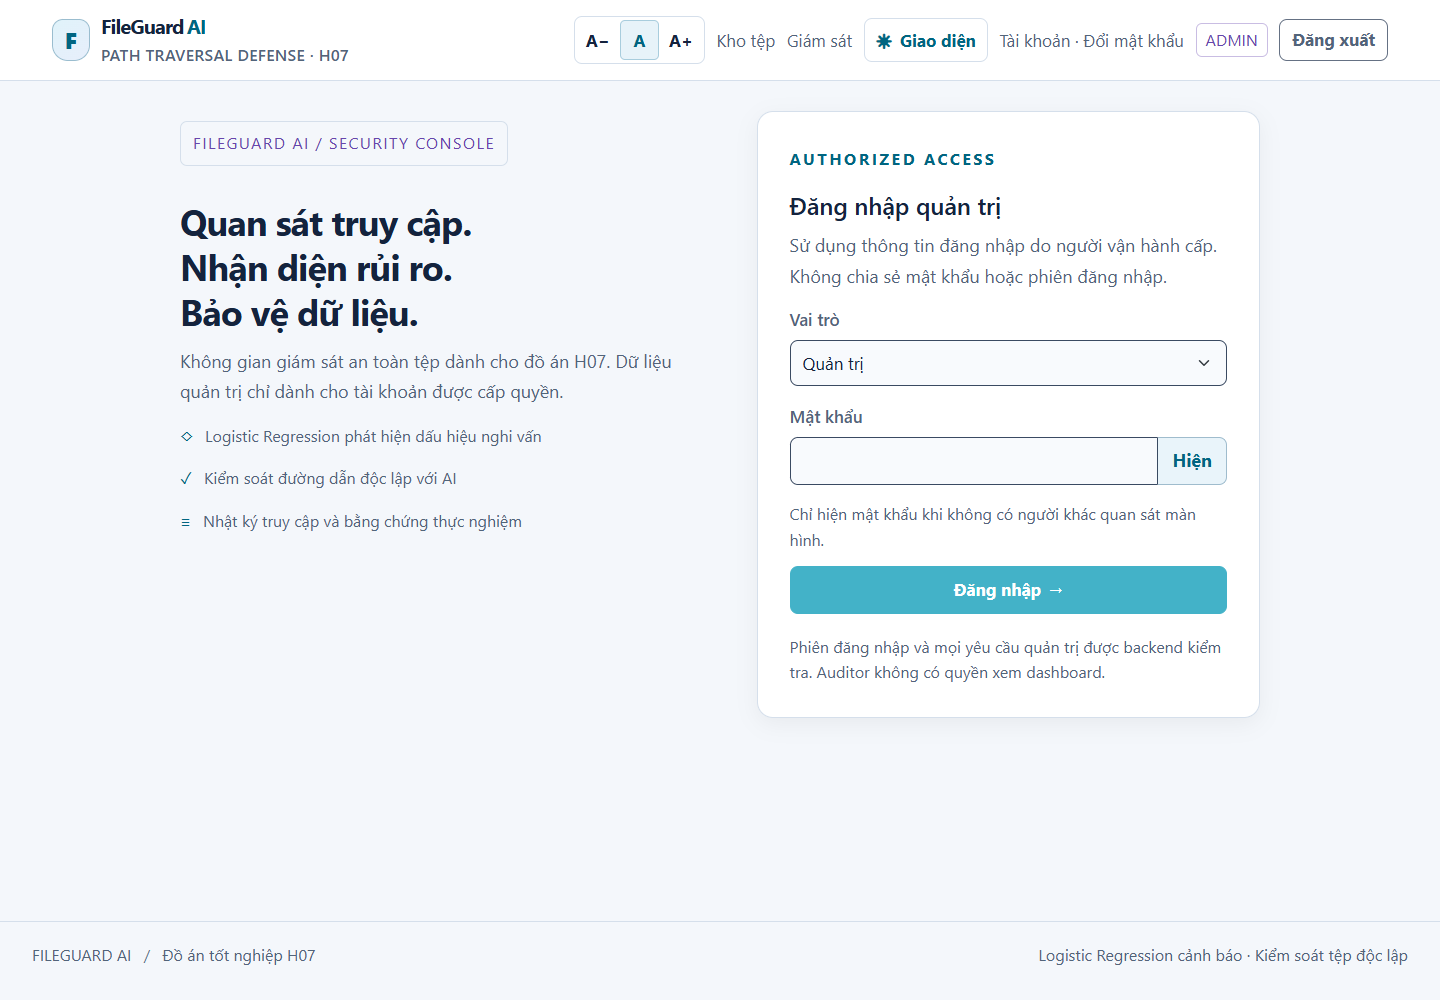 F
FileGuard AI
PATH TRAVERSAL DEFENSE · H07
A− A A+ Kho tệp Giám sát Giao diện Tài khoản · Đổi mật khẩu ADMIN Đăng xuất
FILEGUARD AI / SECURITY CONSOLE
Quan sát truy cập.
Nhận diện rủi ro.
Bảo vệ dữ liệu.
Không gian giám sát an toàn tệp dành cho đồ án H07. Dữ liệu
quản trị chỉ dành cho tài khoản được cấp quyền.
◇ Logistic Regression phát hiện dấu hiệu nghi vấn
✓ Kiểm soát đường dẫn độc lập với AI
≡ Nhật ký truy cập và bằng chứng thực nghiệm
AUTHORIZED ACCESS
Đăng nhập quản trị
Sử dụng thông tin đăng nhập do người vận hành cấp.
Không chia sẻ mật khẩu hoặc phiên đăng nhập.
Vai trò
Quản trị
Mật khẩu
Hiện
Chỉ hiện mật khẩu khi không có người khác quan sát màn
hình.
Đăng nhập →
Phiên đăng nhập và mọi yêu cầu quản trị được backend kiểm
tra. Auditor không có quyền xem dashboard.
FILEGUARD AI / Đồ án tốt nghiệp H07
Logistic Regression cảnh báo · Kiểm soát tệp độc lập